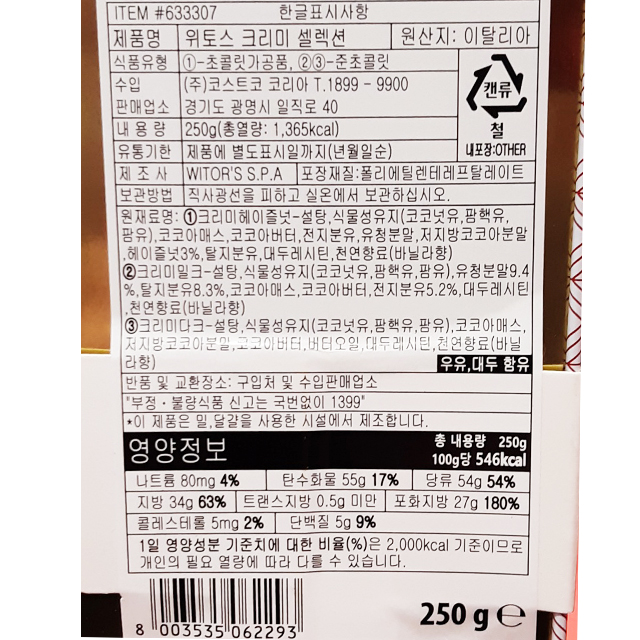 ITEM #633307 한글표시사항
제품명 위토스 크리미 셀렉션 원산지: 이탈리아
식품유형 ①-초콜릿가공품, ②③-준초콜릿
수입 (주)코스트코 코리아 T.1899 - 9900
판매업소 경기도 광명시 일직로 40
내 용 량 250g(총열량: 1,365kcal)
유통기한 제품에 별도표시일까지(년월일순)
캔류
철
내포장:OTHER
제 조 사 WITOR'S S.P.A 포장재질:폴리에틸렌테레프탈레이트
보관방법 직사광선을 피하고 실온에서 보관하십시오.
원재료명: ①크리미헤이즐넛-설탕,식물성유지(코코넛유,팜핵유,
팜유),코코아매스,코코아버터,전지분유,유청분말,저지방코코아분말
,헤이즐넛3%,탈지분유,대두레시틴,천연향료(바닐라향)
②크리미밀크-설탕,식물성유지(코코넛유,팜핵유,팜유),유청분말9.4
%,탈지분유8.3%,코코아매스,코코아버터,전지분유5.2%,대두레시틴
,천연향료(바닐라향)
③크리미다크-설탕,식물성유지(코코넛유,팜핵유,팜유),코코아매스,
저지방코코아분말,코코아버터,버터오일,대두레시틴,천연향료(바닐
라향) 우유,대두 함유
반품 및 교환장소: 구입처 및 수입판매업소
"부정·불량식품 신고는 국번없이 1399"
*이 제품은 밀,달걀을 사용한 시설에서 제조합니다.
영양정보 총 내용량 250g
100g당 546kcal
나트륨 80mg 4% 탄수화물 55g 17% 당류 54g 54%
지방 34g 63% 트랜스지방 0.5g 미만 포화지방 27g 180%
콜레스테롤 5mg 2% 단백질 5g 9%
1일 영양성분 기준치에 대한 비율(%)은 2,000kcal 기준이므로
개인의 필요 열량에 따라 다를 수 있습니다.
250 g ℮
8 003535 062293